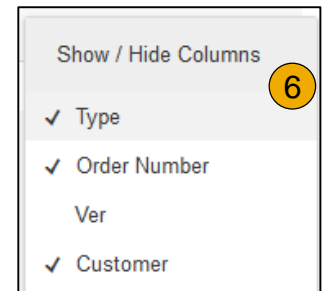 Show / Hide Columns
6
✓ Type
✓ Order Number
Ver
✓ Customer